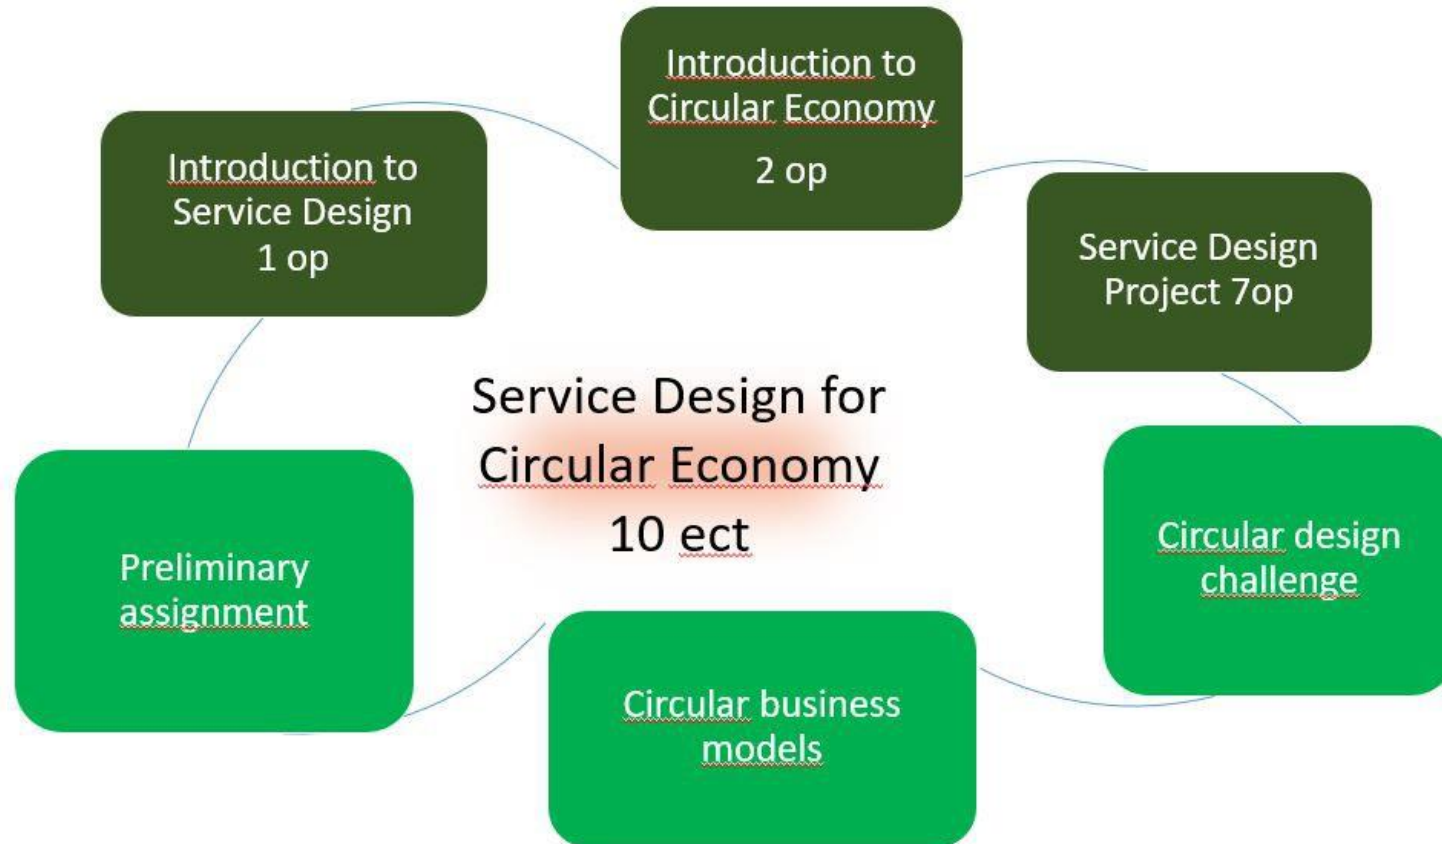 Introduction to
Circular Economy
2 op
Introduction to
Service Design
1 op
Service Design
Project 7op
Service Design for
Circular Economy
10 ect
Circular design
challenge
Preliminary
assignment
Circular business
models